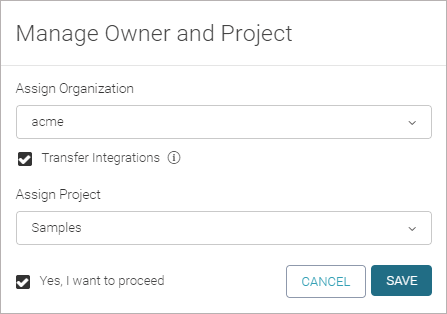 Manage Owner and Project
Assign Organization
acme
Transfer Integrations
Assign Project
Samples
Yes, I want to proceed
CANCEL
SAVE